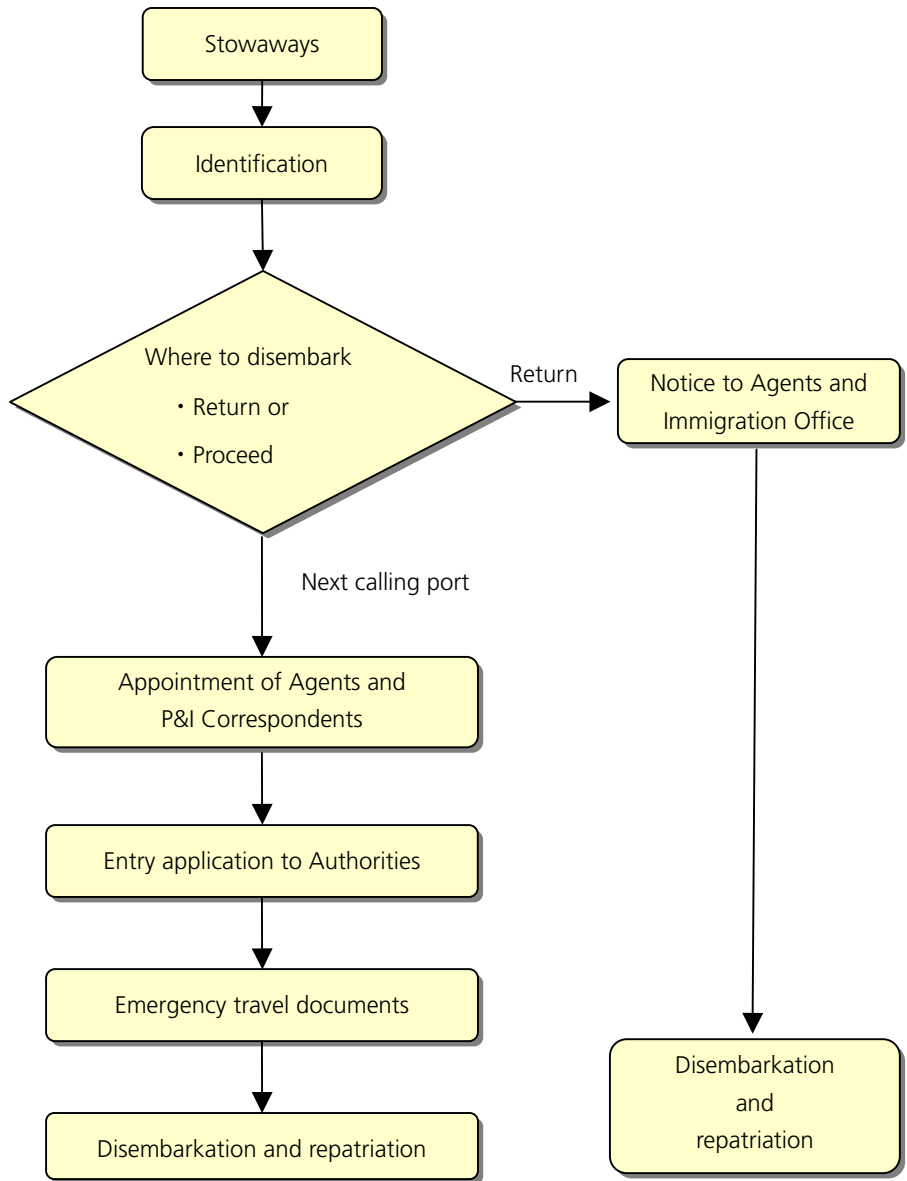 Stowaways
Identification
Where to disembark
・Return or
・Proceed
Return
Notice to Agents and
Immigration Office
Next calling port
Appointment of Agents and
P&I Correspondents
Entry application to Authorities
Emergency travel documents
Disembarkation and repatriation
Disembarkation
and
repatriation